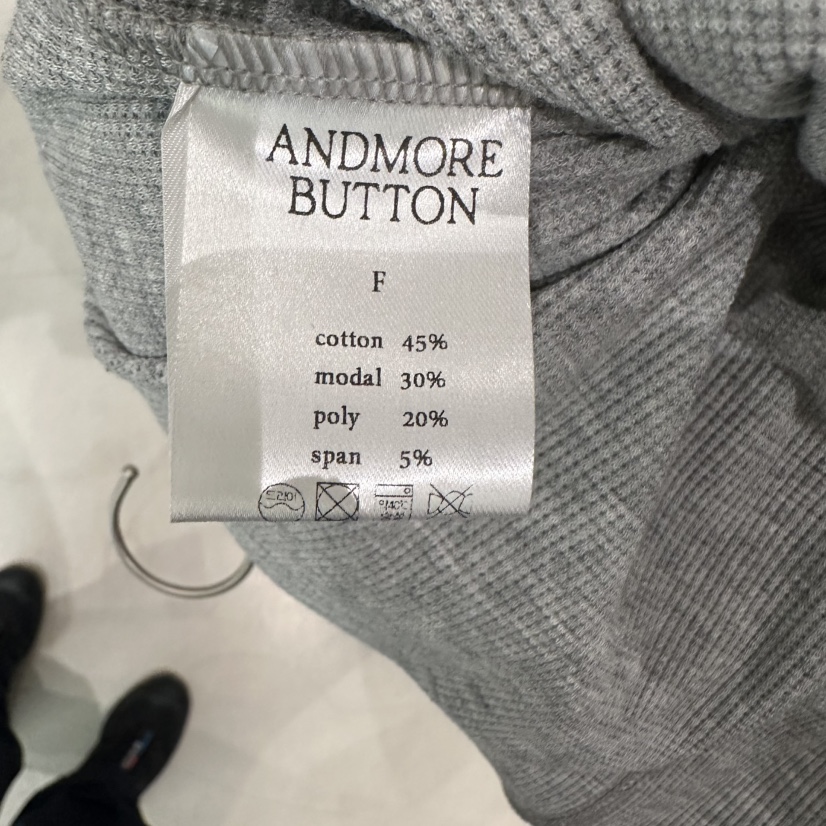 ANDMORE
BUTTON
F
cotton 45%
modal 30%
poly 20%
span 5%